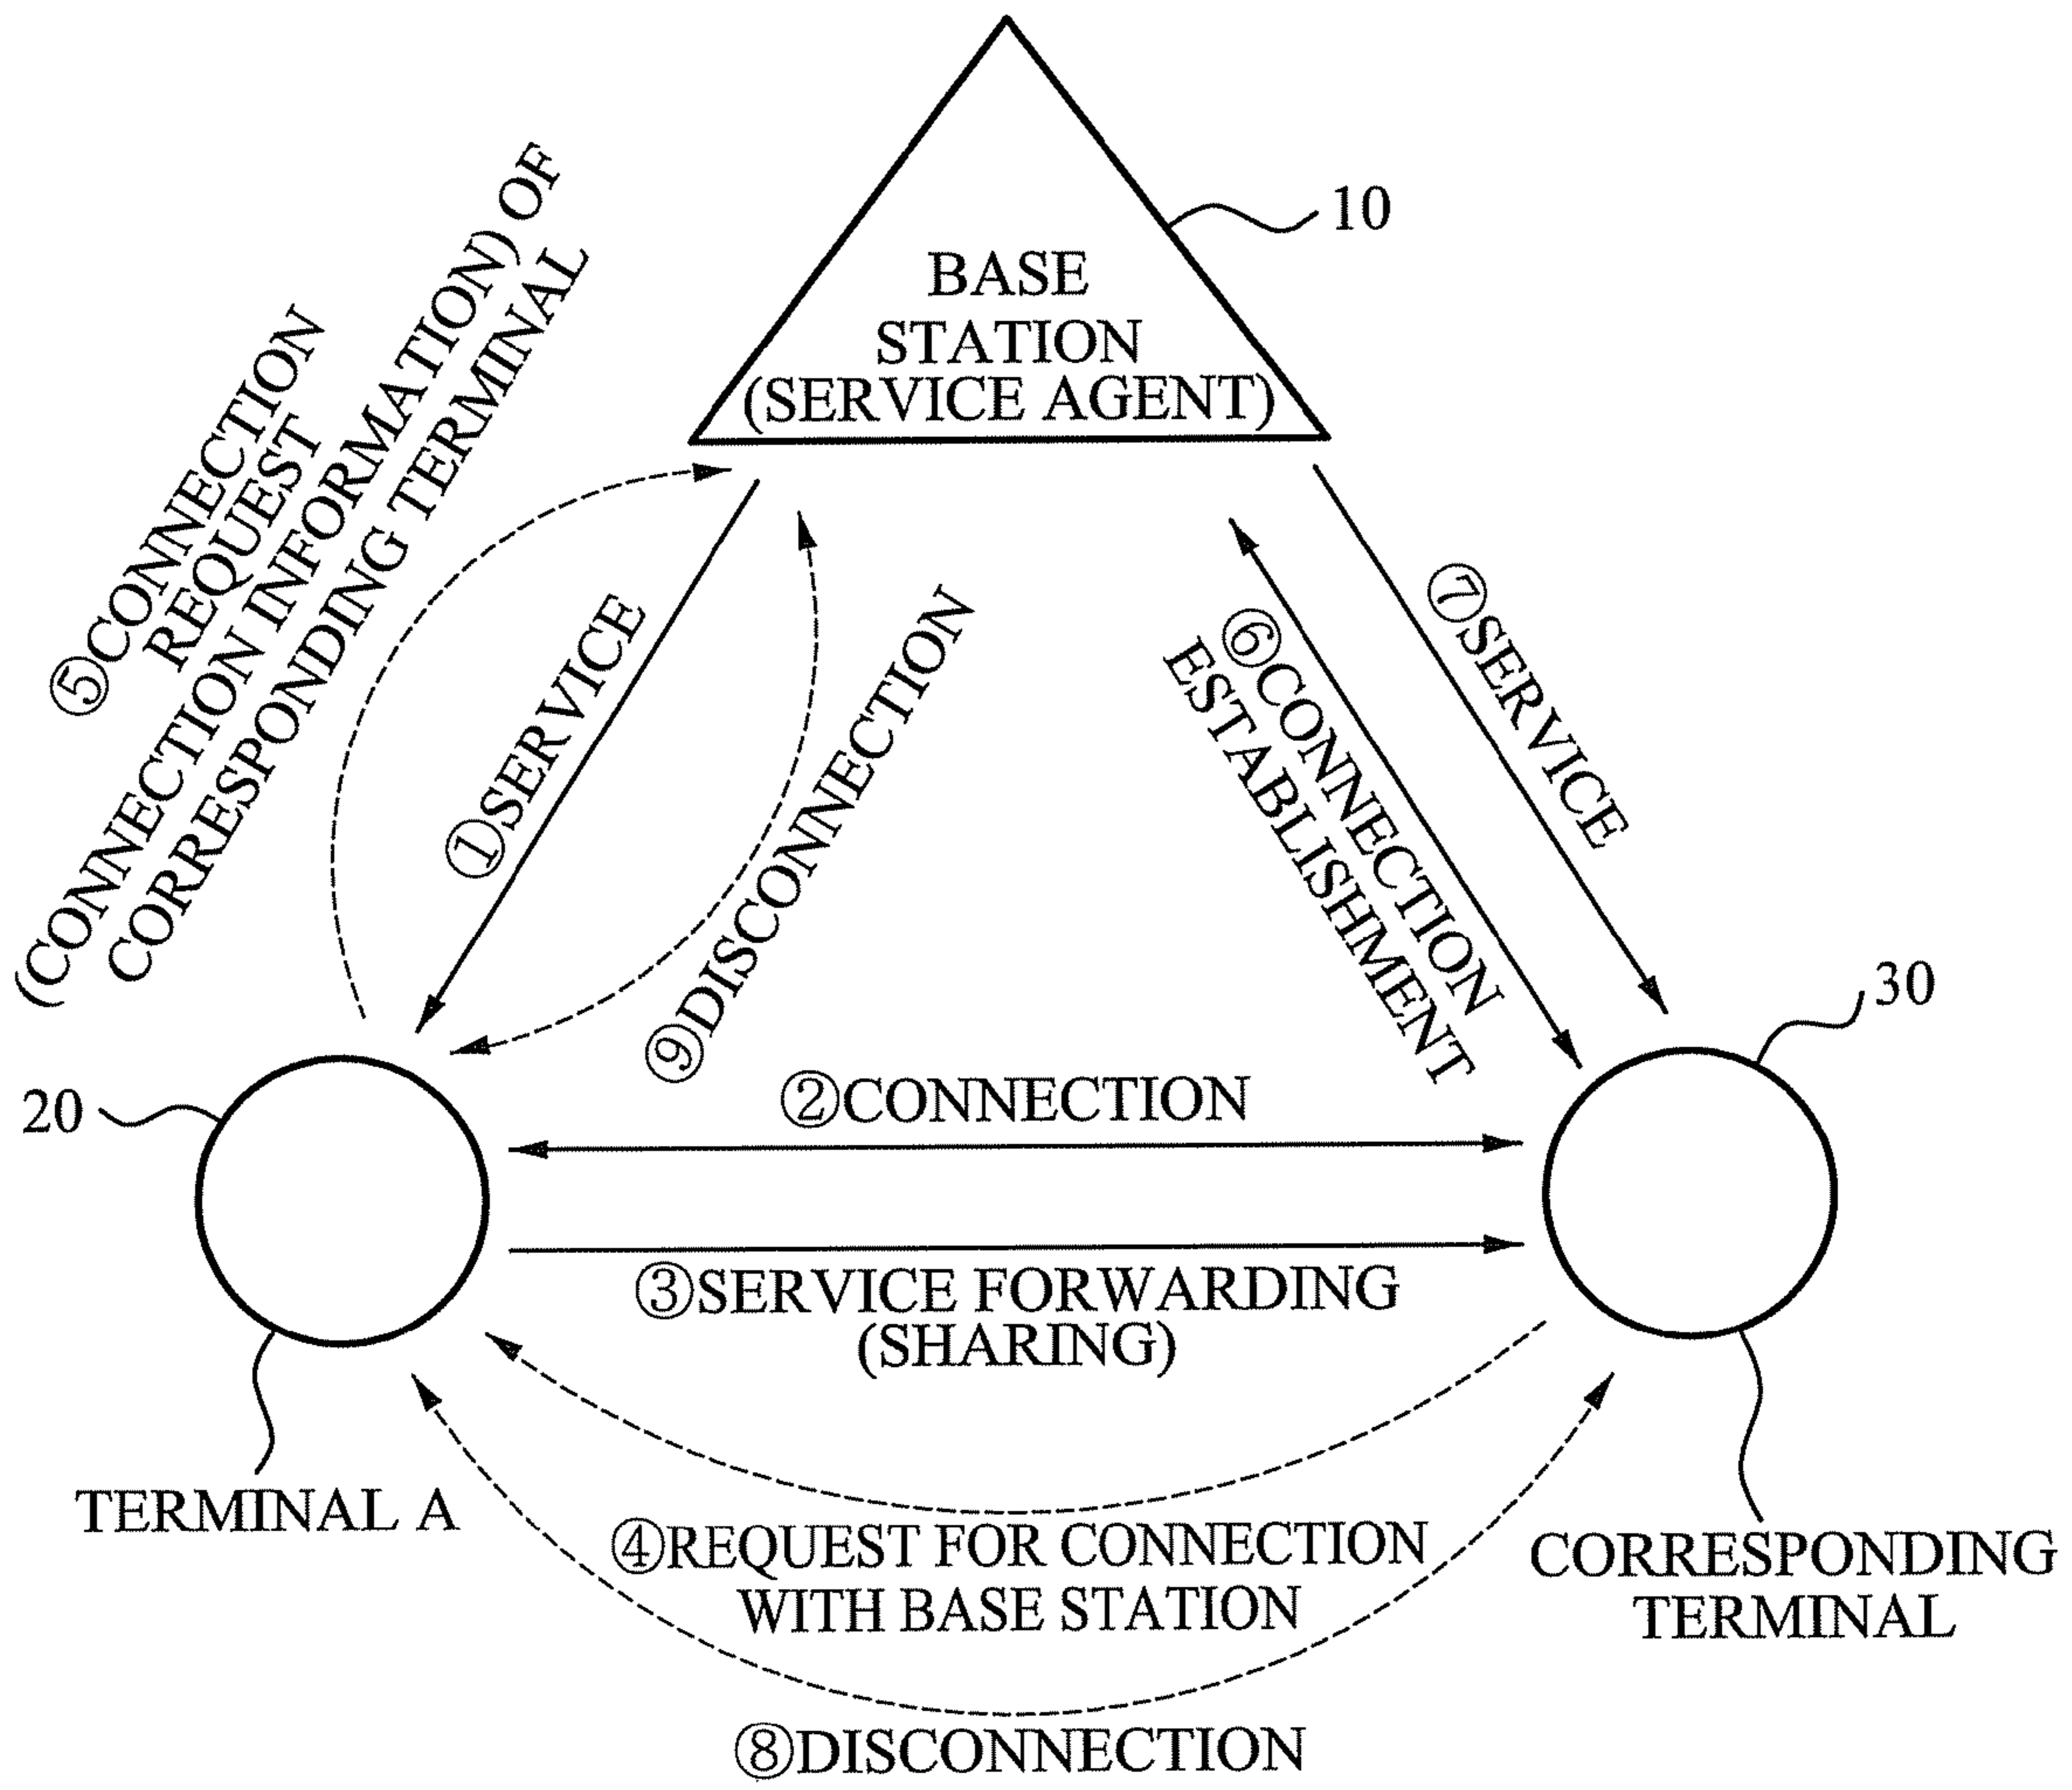 10
BASE
STATION
(SERVICE AGENT)
⑤CONNECTION
REQUEST
(CONNECTION INFORMATION) OF
CORRESPONDING TERMINAL
①SERVICE
⑨DISCONNECTION
⑥CONNECTION
ESTABLISHMENT
⑦SERVICE
30
20
②CONNECTION
③SERVICE FORWARDING
(SHARING)
TERMINAL A
④REQUEST FOR CONNECTION
WITH BASE STATION
CORRESPONDING
TERMINAL
⑧DISCONNECTION